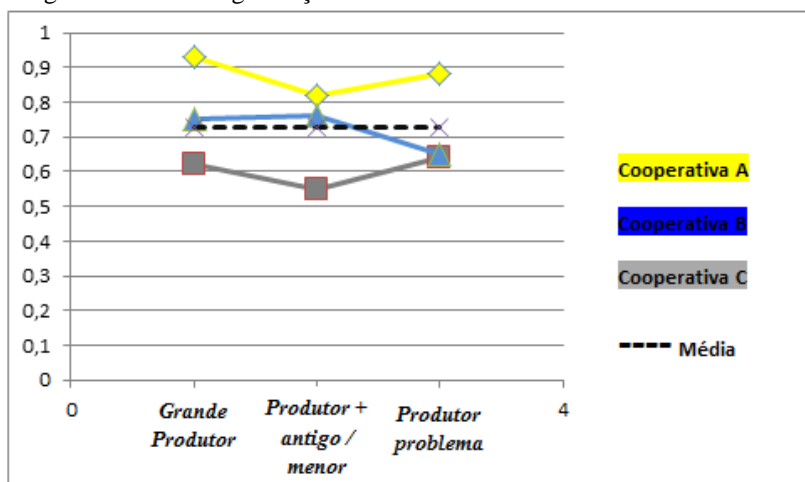 1
0,9
0,8
0,7
0,6
0,5
0,4
0,3
0,2
0,1
0
0
Grande
Produtor
Produtor +
antigo /
menor
Produtor
problema
4
Cooperativa A
Cooperativa B
Cooperativa C
Média